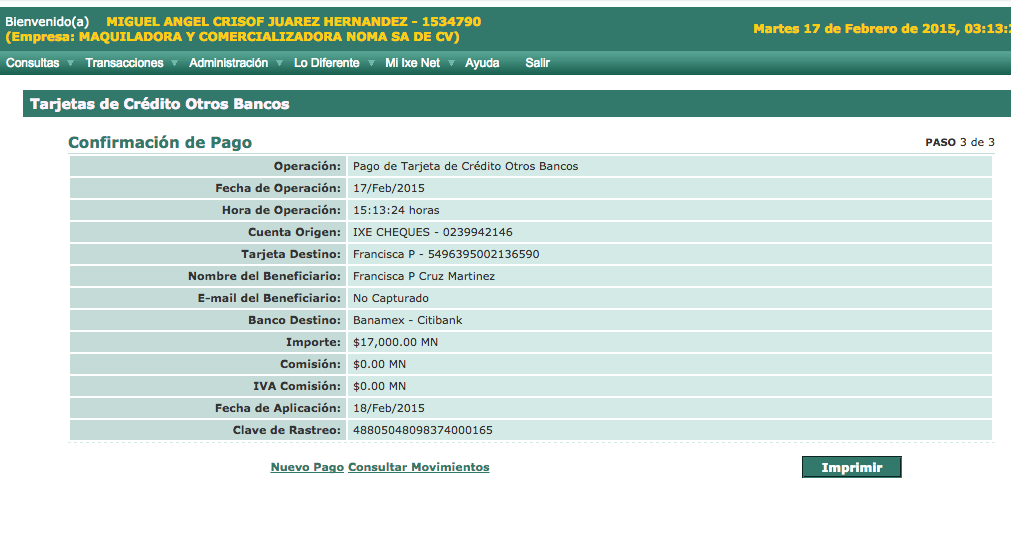 Bienvenido(a) MIGUEL ANGEL CRISOF JUAREZ HERNANDEZ - 1534790
(Empresa: MAQUILADORA Y COMERCIALIZADORA NOMA SA DE CV)
Martes 17 de Febrero de 2015, 03:13:
Consultas Transacciones Administración Lo Diferente Mi Ixe Net Ayuda Salir
Tarjetas de Crédito Otros Bancos
Confirmación de Pago PASO 3 de 3
Operación: Pago de Tarjeta de Crédito Otros Bancos
Fecha de Operación: 17/Feb/2015
Hora de Operación: 15:13:24 horas
Cuenta Origen: IXE CHEQUES - 0239942146
Tarjeta Destino: Francisca P - 5496395002136590
Nombre del Beneficiario: Francisca P Cruz Martinez
E-mail del Beneficiario: No Capturado
Banco Destino: Banamex - Citibank
Importe: $17,000.00 MN
Comisión: $0.00 MN
IVA Comisión: $0.00 MN
Fecha de Aplicación: 18/Feb/2015
Clave de Rastreo: 48805048098374000165
Nuevo Pago Consultar Movimientos Imprimir